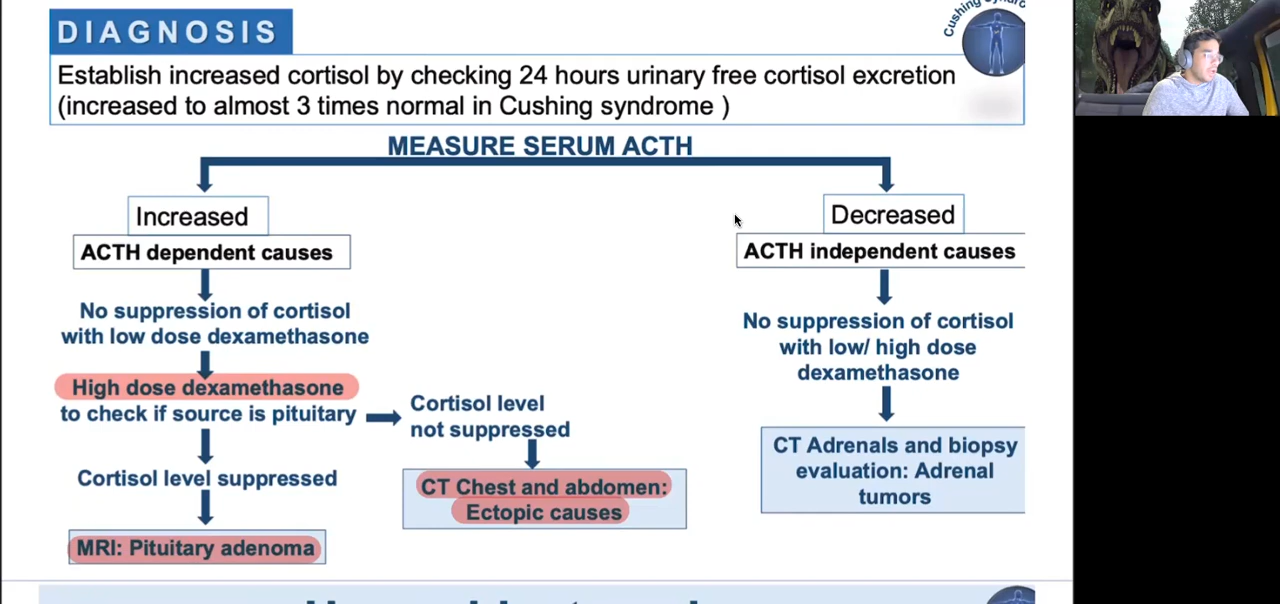 DIAGNOSIS
Cushing Syndro
Establish increased cortisol by checking 24 hours urinary free cortisol excretion
(increased to almost 3 times normal in Cushing syndrome )
MEASURE SERUM ACTH
Increased
ACTH dependent causes
No suppression of cortisol
with low dose dexamethasone
High dose dexamethasone
to check if source is pituitary
Cortisol level suppressed
MRI: Pituitary adenoma
Cortisol level
not suppressed
CT Chest and abdomen:
Ectopic causes
Decreased
ACTH independent causes
No suppression of cortisol
with low/ high dose
dexamethasone
CT Adrenals and biopsy
evaluation: Adrenal
tumors